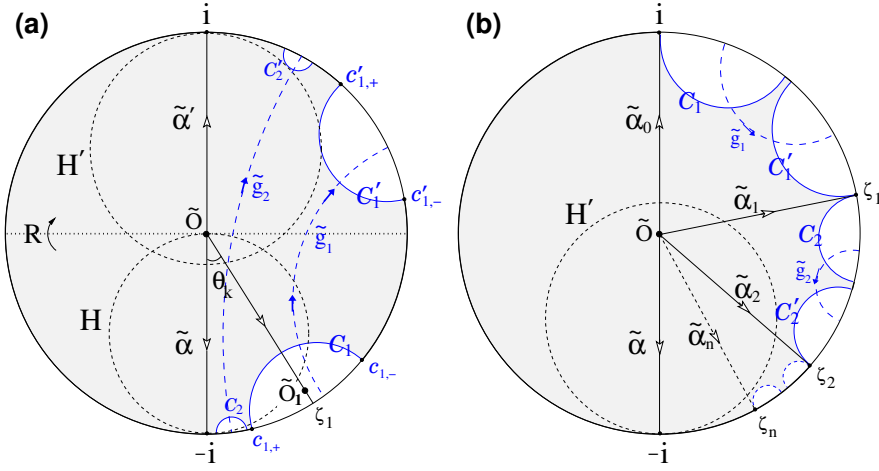 (a)
i
C′₂
c′₁,₊
α̃′
H′
g̃₂
C′₁
c′₁,₋
Õ
R
g̃₁
θₖ
H
α̃
C₁
c₁,₋
Õ₁
C₂
ζ₁
c₁,₊
-i
(b)
i
C₁
α̃₀
g̃₁
C′₁
H′
α̃₁
ζ₁
Õ
C₂
g̃₂
α̃₂
C′₂
α̃
α̃ₙ
ζ₂
ζₙ
-i